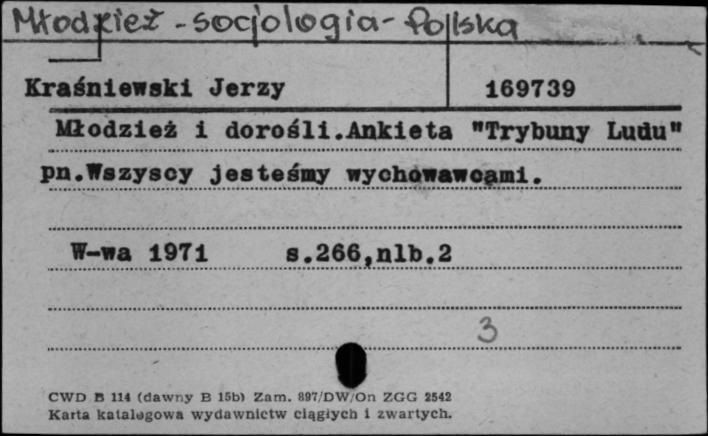 Młodzież - socjologia - Polska
Kraśniewski Jerzy 169739
Młodzież i dorośli.Ankieta "Trybuny Ludu"
pn.Wszyscy jesteśmy wychowawcami.
W-wa 1971 s.266,nlb.2
3
CWD B 114 (dawny B 15b) Zam. 897/DW/On ZGG 2542
Karta katalogowa wydawnictw ciągłych i zwartych.